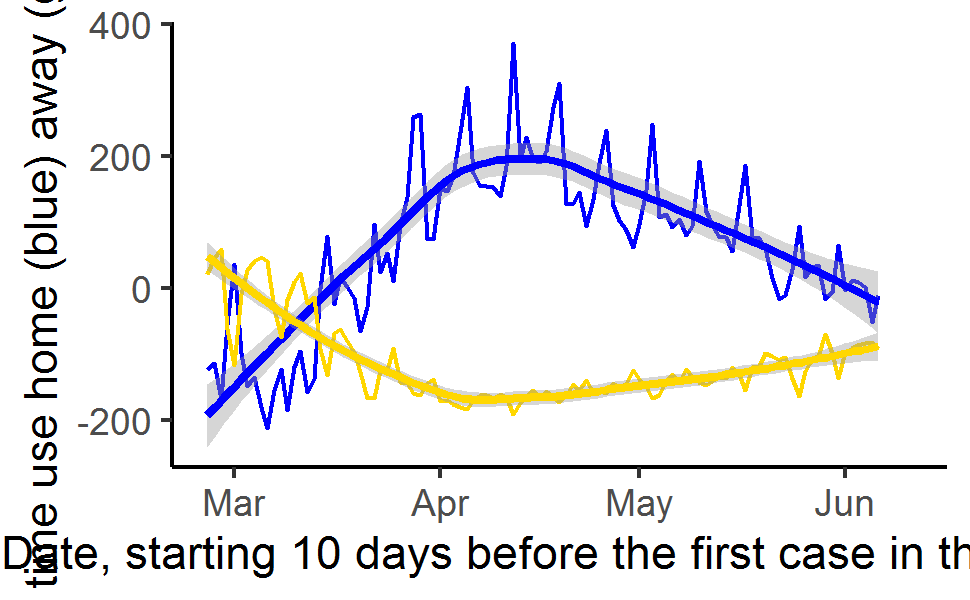 time use home (blue) away
400
200
0
-200
Mar Apr May Jun
Date, starting 10 days before the first case in